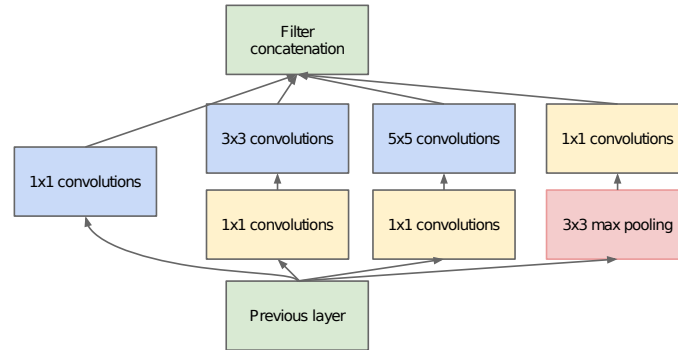 Filter
concatenation
3x3 convolutions
5x5 convolutions
1x1 convolutions
1x1 convolutions
1x1 convolutions
1x1 convolutions
3x3 max pooling
Previous layer